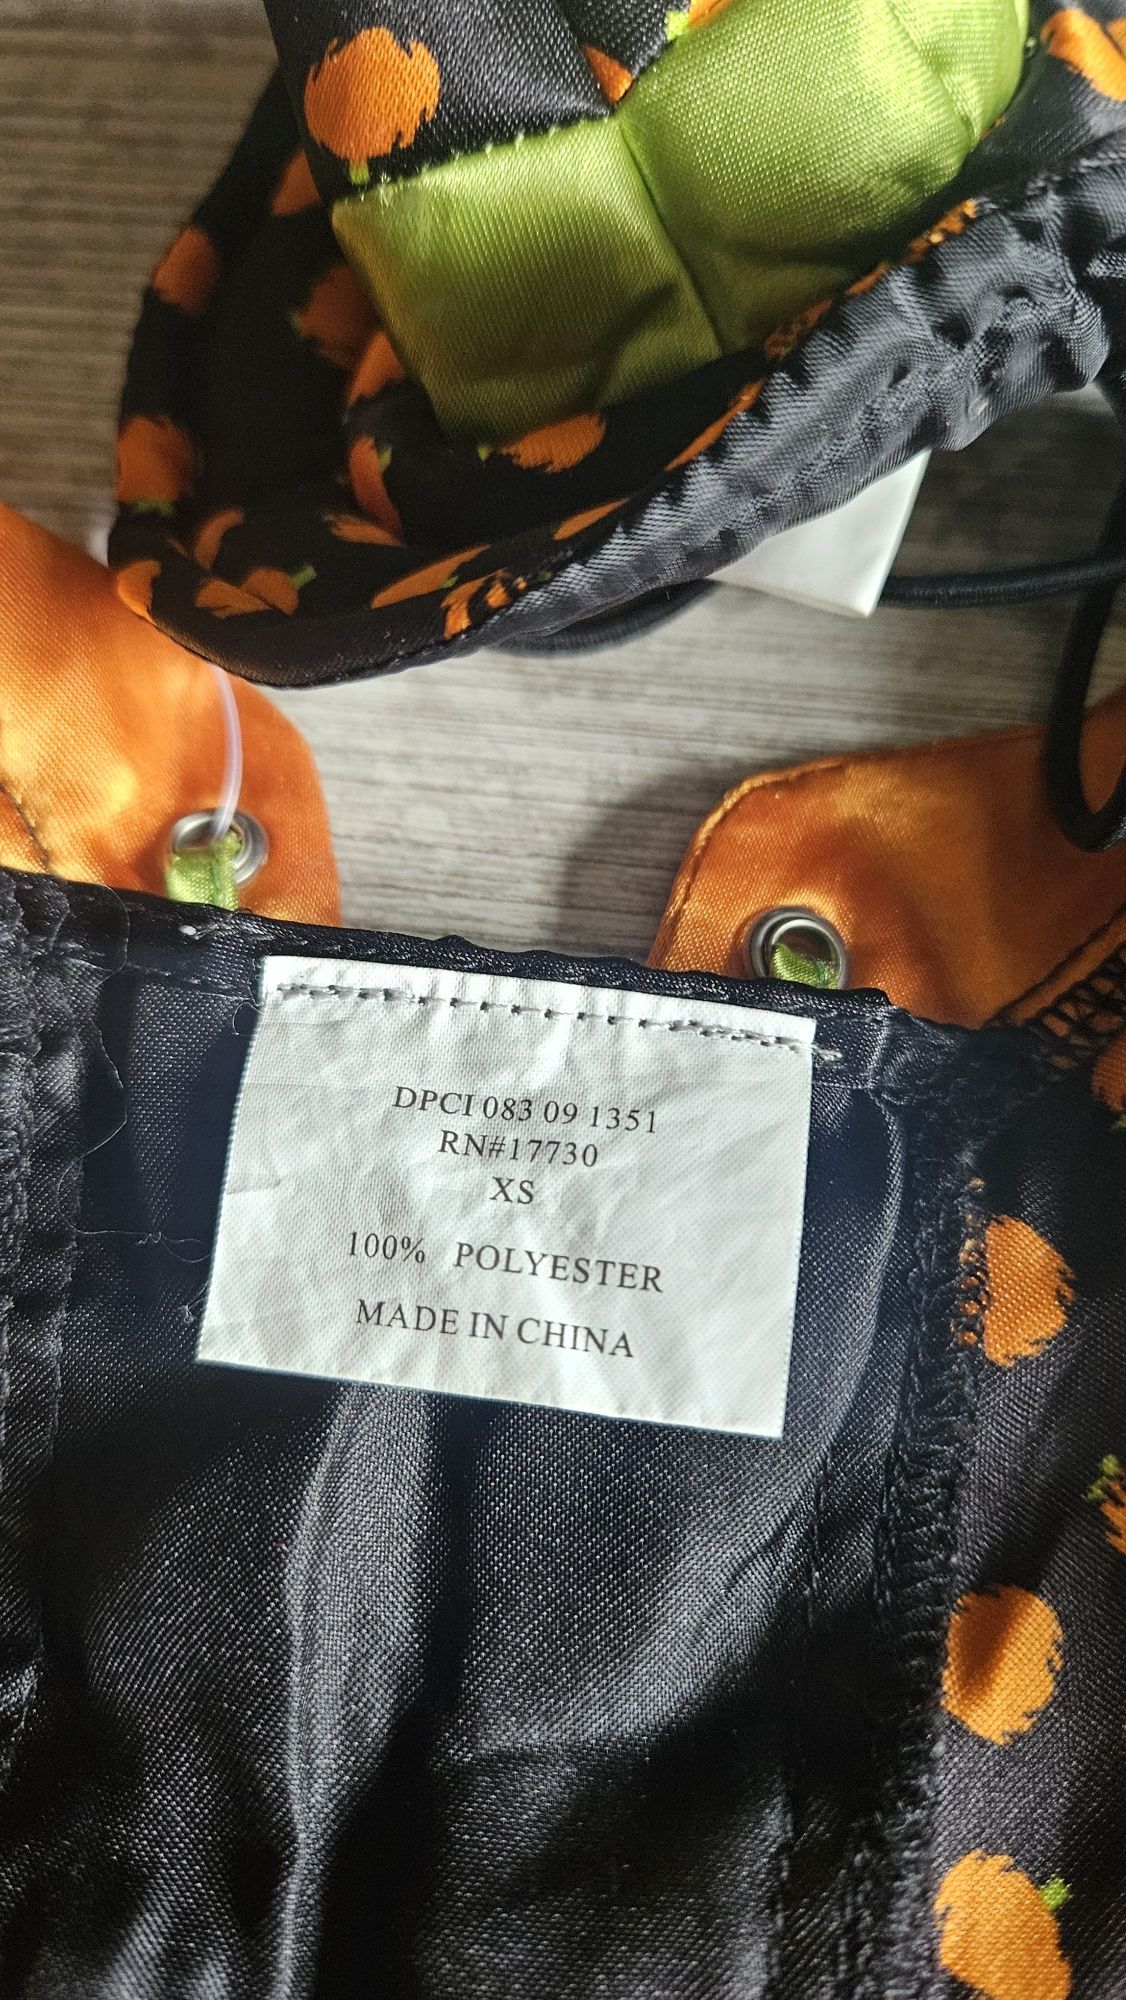 DPCI 083 09 1351
RN#17730
XS
100% POLYESTER
MADE IN CHINA